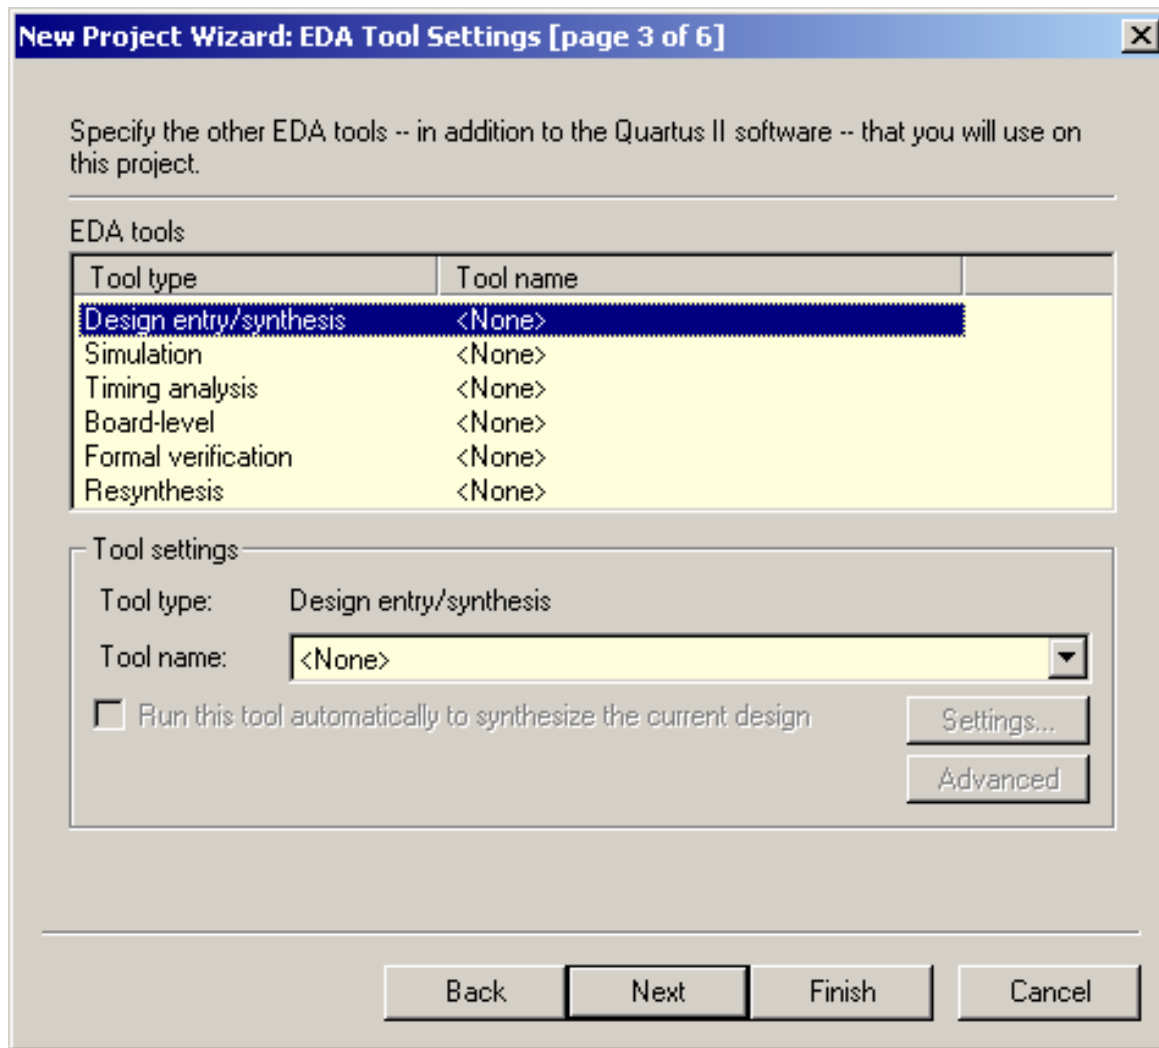 New Project Wizard: EDA Tool Settings [page 3 of 6]
Specify the other EDA tools -- in addition to the Quartus II software -- that you will use on
this project.
EDA tools
Tool type Tool name
Design entry/synthesis <None>
Simulation <None>
Timing analysis <None>
Board-level <None>
Formal verification <None>
Resynthesis <None>
Tool settings
Tool type: Design entry/synthesis
Tool name: <None>
Run this tool automatically to synthesize the current design Settings...
Advanced
Back Next Finish Cancel